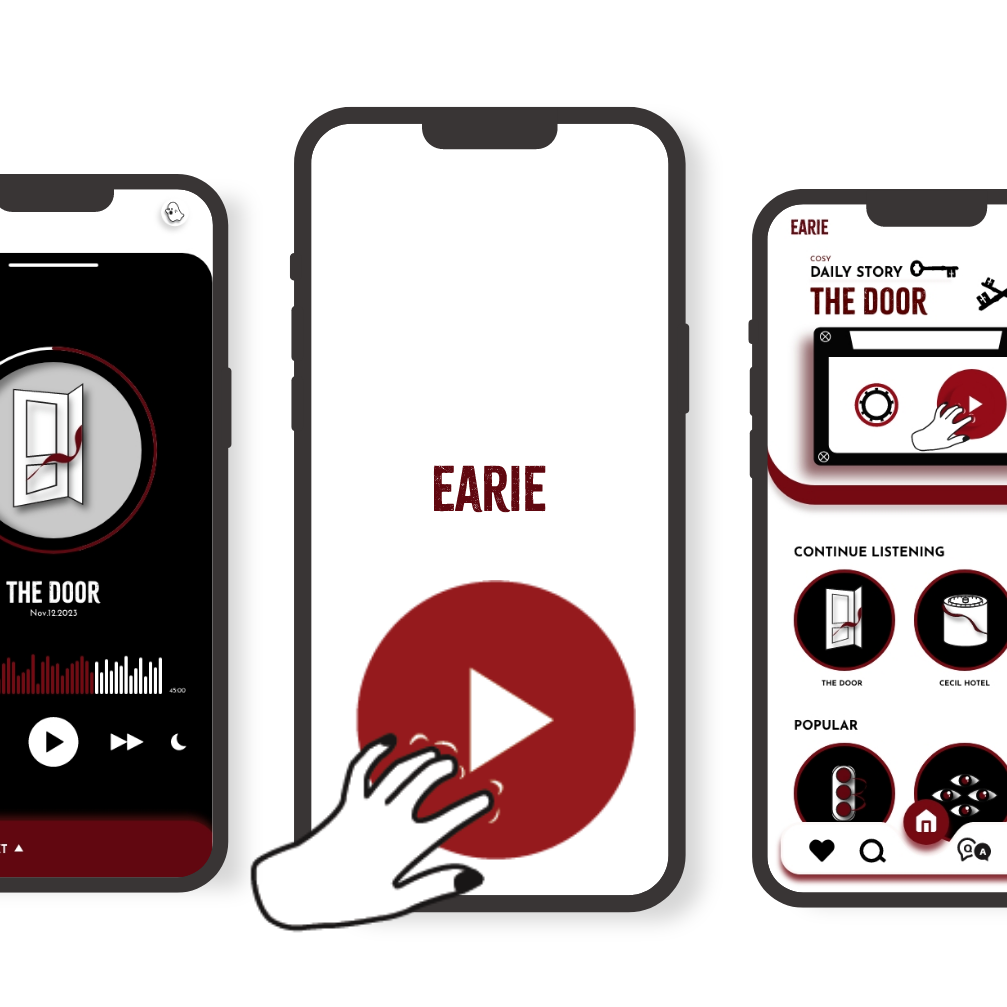 THE DOOR
Nov.12.2023
45:00
EARIE
EARIE
COSY
DAILY STORY
THE DOOR
CONTINUE LISTENING
THE DOOR
CECIL HOTEL
POPULAR
Q
A